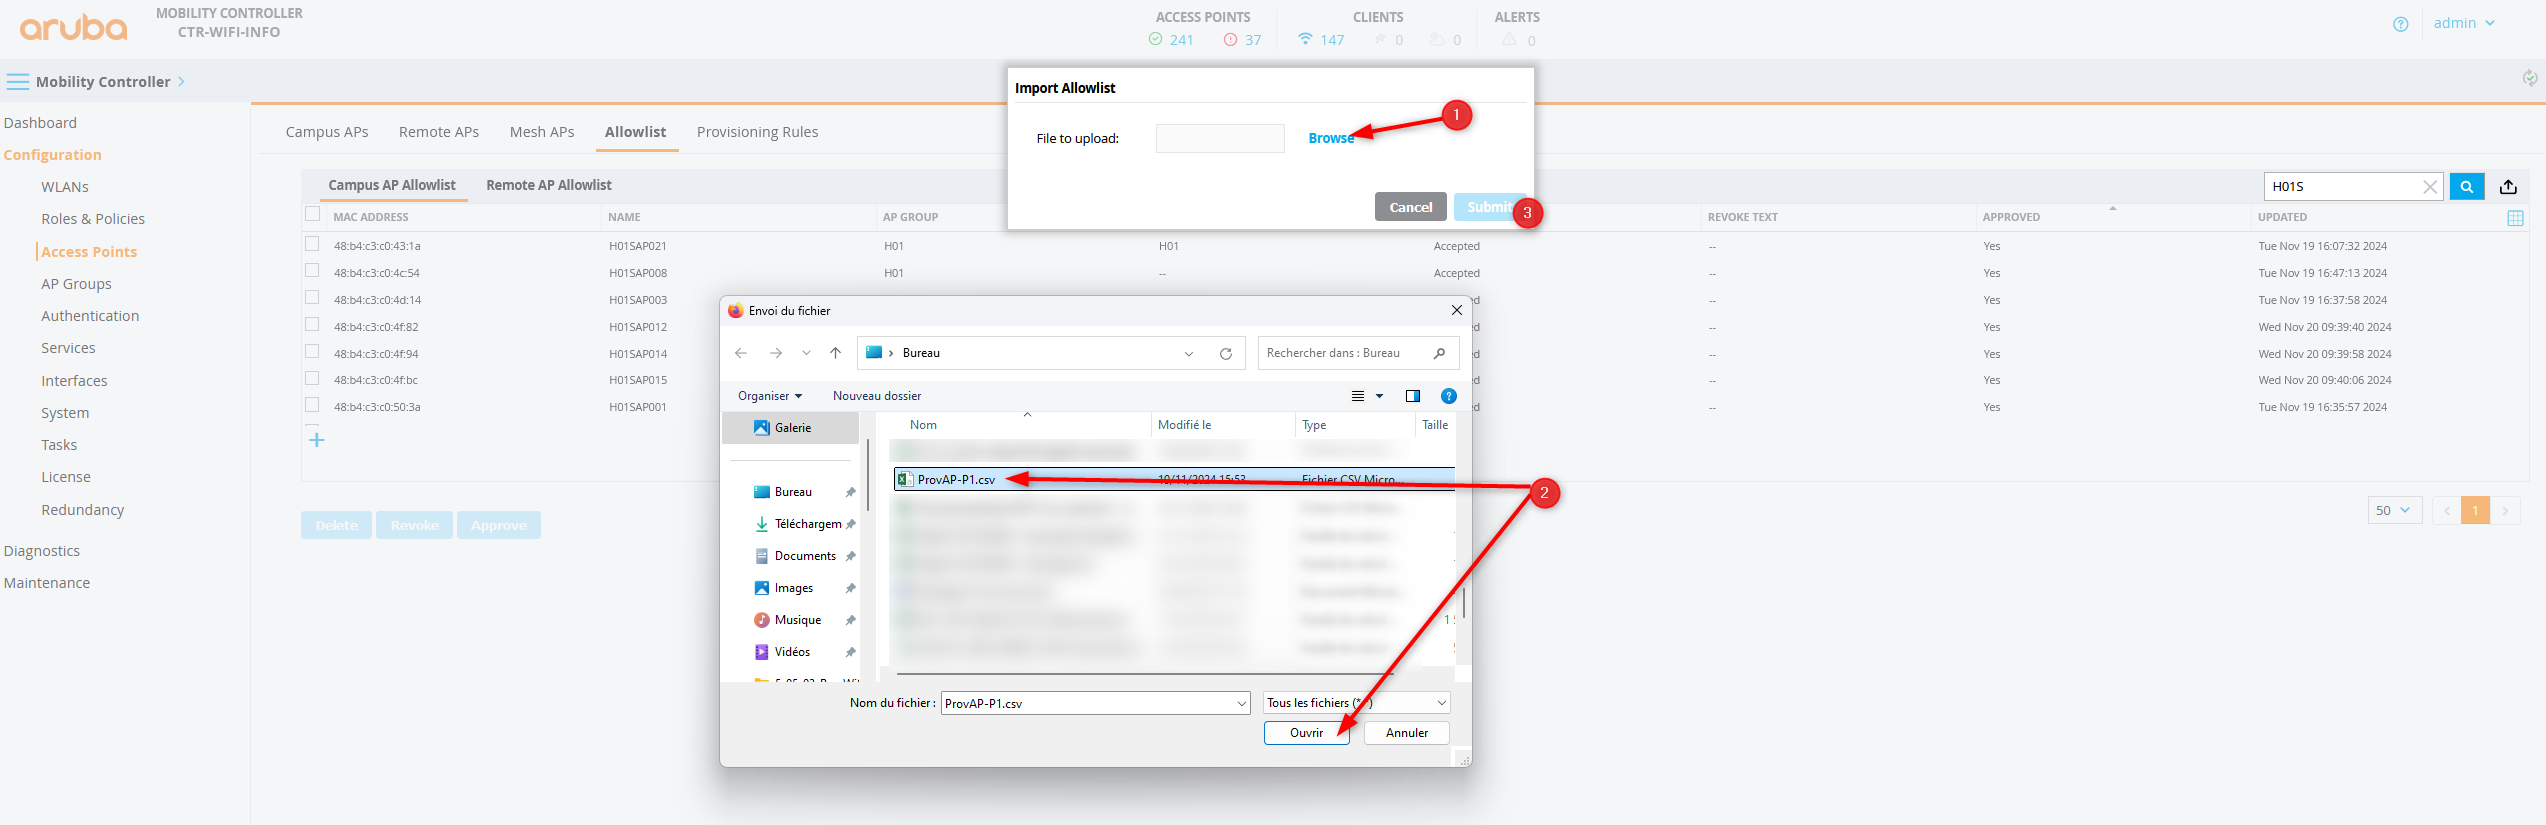 aruba
MOBILITY CONTROLLER
CTR-WIFI-INFO
ACCESS POINTS CLIENTS ALERTS
241 37 147 0 0 0
admin
Mobility Controller
Dashboard
Configuration
WLANs
Roles & Policies
Access Points
AP Groups
Authentication
Services
Interfaces
System
Tasks
License
Redundancy
Diagnostics
Maintenance
Campus APs Remote APs Mesh APs Allowlist Provisioning Rules
Import Allowlist
File to upload: Browse
1
Cancel Submit
3
Campus AP Allowlist Remote AP Allowlist
H01S
MAC ADDRESS NAME AP GROUP REVOKE TEXT APPROVED UPDATED
48:b4:c3:c0:43:1a H01SAP021 H01 H01 Accepted -- Yes Tue Nov 19 16:07:32 2024
48:b4:c3:c0:4c:54 H01SAP008 H01 -- Accepted -- Yes Tue Nov 19 16:47:13 2024
48:b4:c3:c0:4d:14 H01SAP003 ed -- Yes Tue Nov 19 16:37:58 2024
48:b4:c3:c0:4f:82 H01SAP012 ed -- Yes Wed Nov 20 09:39:40 2024
48:b4:c3:c0:4f:94 H01SAP014 ed -- Yes Wed Nov 20 09:39:58 2024
48:b4:c3:c0:4f:bc H01SAP015 ed -- Yes Wed Nov 20 09:40:06 2024
48:b4:c3:c0:50:3a H01SAP001 ed -- Yes Tue Nov 19 16:35:57 2024
Delete Revoke Approve
50 < 1 >
Envoi du fichier
Bureau
Rechercher dans : Bureau
Organiser Nouveau dossier
Nom Modifié le Type Taille
Galerie
Bureau
Téléchargem
Documents
Images
Musique
Vidéos
ProvAP-P1.csv 19/11/2024 15:53 Fichier CSV Micro...
2
Nom du fichier : ProvAP-P1.csv
Tous les fichiers (*.*)
Ouvrir Annuler